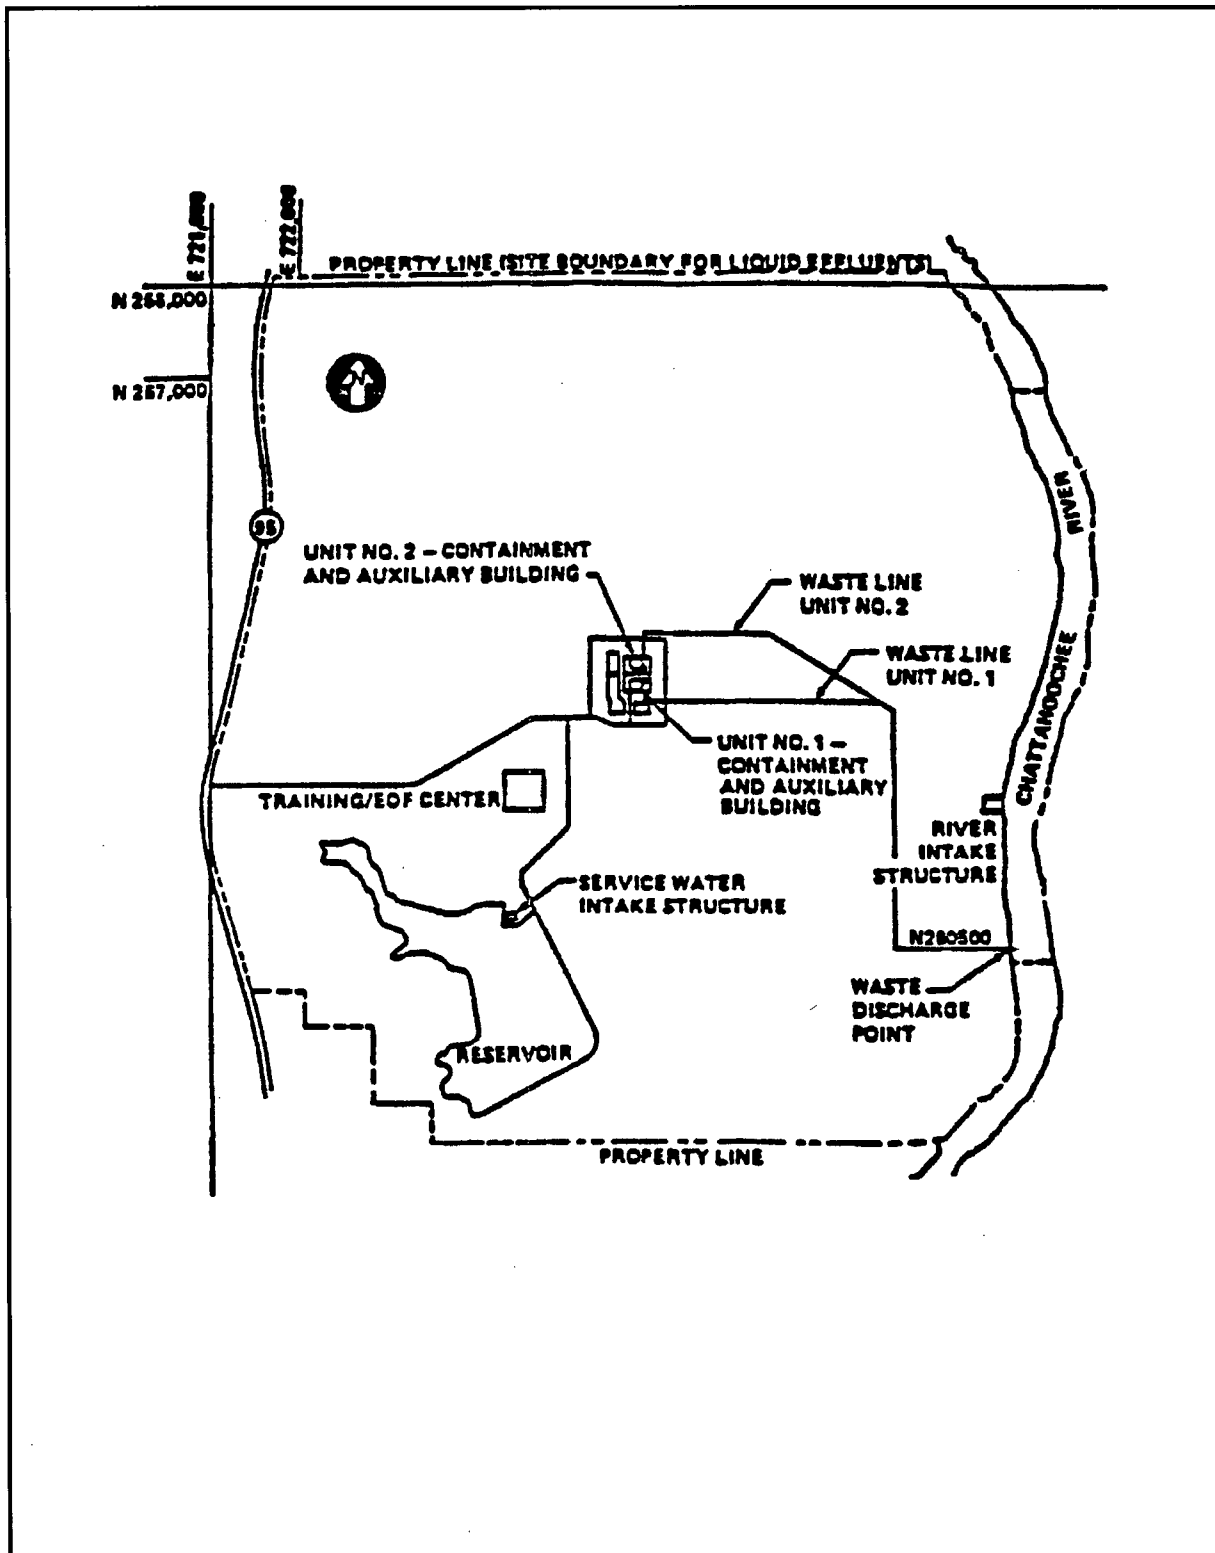 E 721,000
E 722,000
PROPERTY LINE (SITE BOUNDARY FOR LIQUID EFFLUENTS)
N 258,000
N 257,000
N
95
RIVER
UNIT NO. 2 – CONTAINMENT
AND AUXILIARY BUILDING
WASTE LINE
UNIT NO. 2
WASTE LINE
UNIT NO. 1
CHATTAHOOCHEE
UNIT NO. 1 –
CONTAINMENT
AND AUXILIARY
BUILDING
TRAINING/EOF CENTER
RIVER
INTAKE
STRUCTURE
SERVICE WATER
INTAKE STRUCTURE
N250500
WASTE
DISCHARGE
POINT
RESERVOIR
PROPERTY LINE